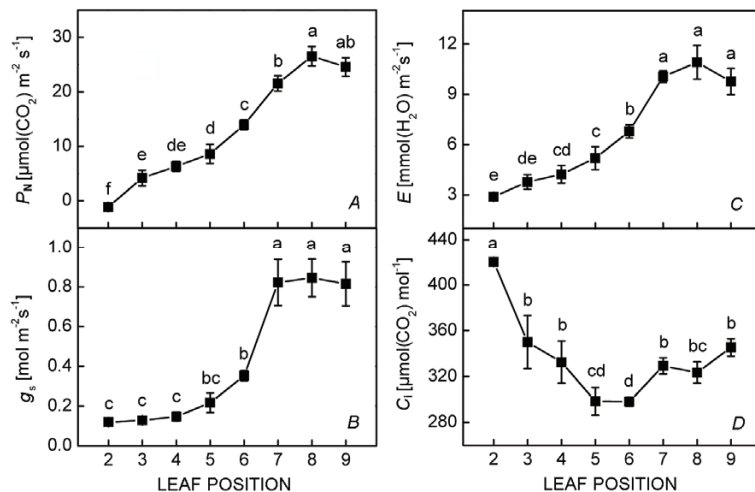 30
20
10
0
P_N [µmol(CO₂) m⁻² s⁻¹]
f
e
de
d
c
b
a
ab
A
1.0
0.8
0.6
0.4
0.2
0.0
g_s [mol m⁻²s⁻¹]
c
c
c
bc
b
a
a
a
B
2 3 4 5 6 7 8 9
LEAF POSITION
12
9
6
3
E [mmol(H₂O) m⁻²s⁻¹]
e
de
cd
c
b
a
a
a
C
440
400
360
320
280
C_i [µmol(CO₂) mol⁻¹]
a
b
b
cd
d
b
bc
b
D
2 3 4 5 6 7 8 9
LEAF POSITION